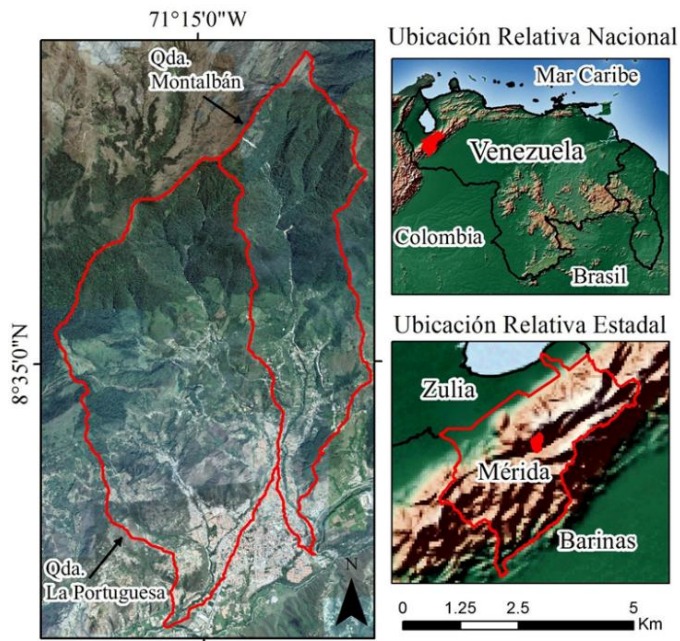 71°15'0"W
Qda.
Montalbán
8°35'0"N
Qda.
La Portuguesa
N
Ubicación Relativa Nacional
Mar Caribe
Venezuela
Colombia
Brasil
Ubicación Relativa Estadal
Zulia
Mérida
Barinas
0 1.25 2.5 5
Km